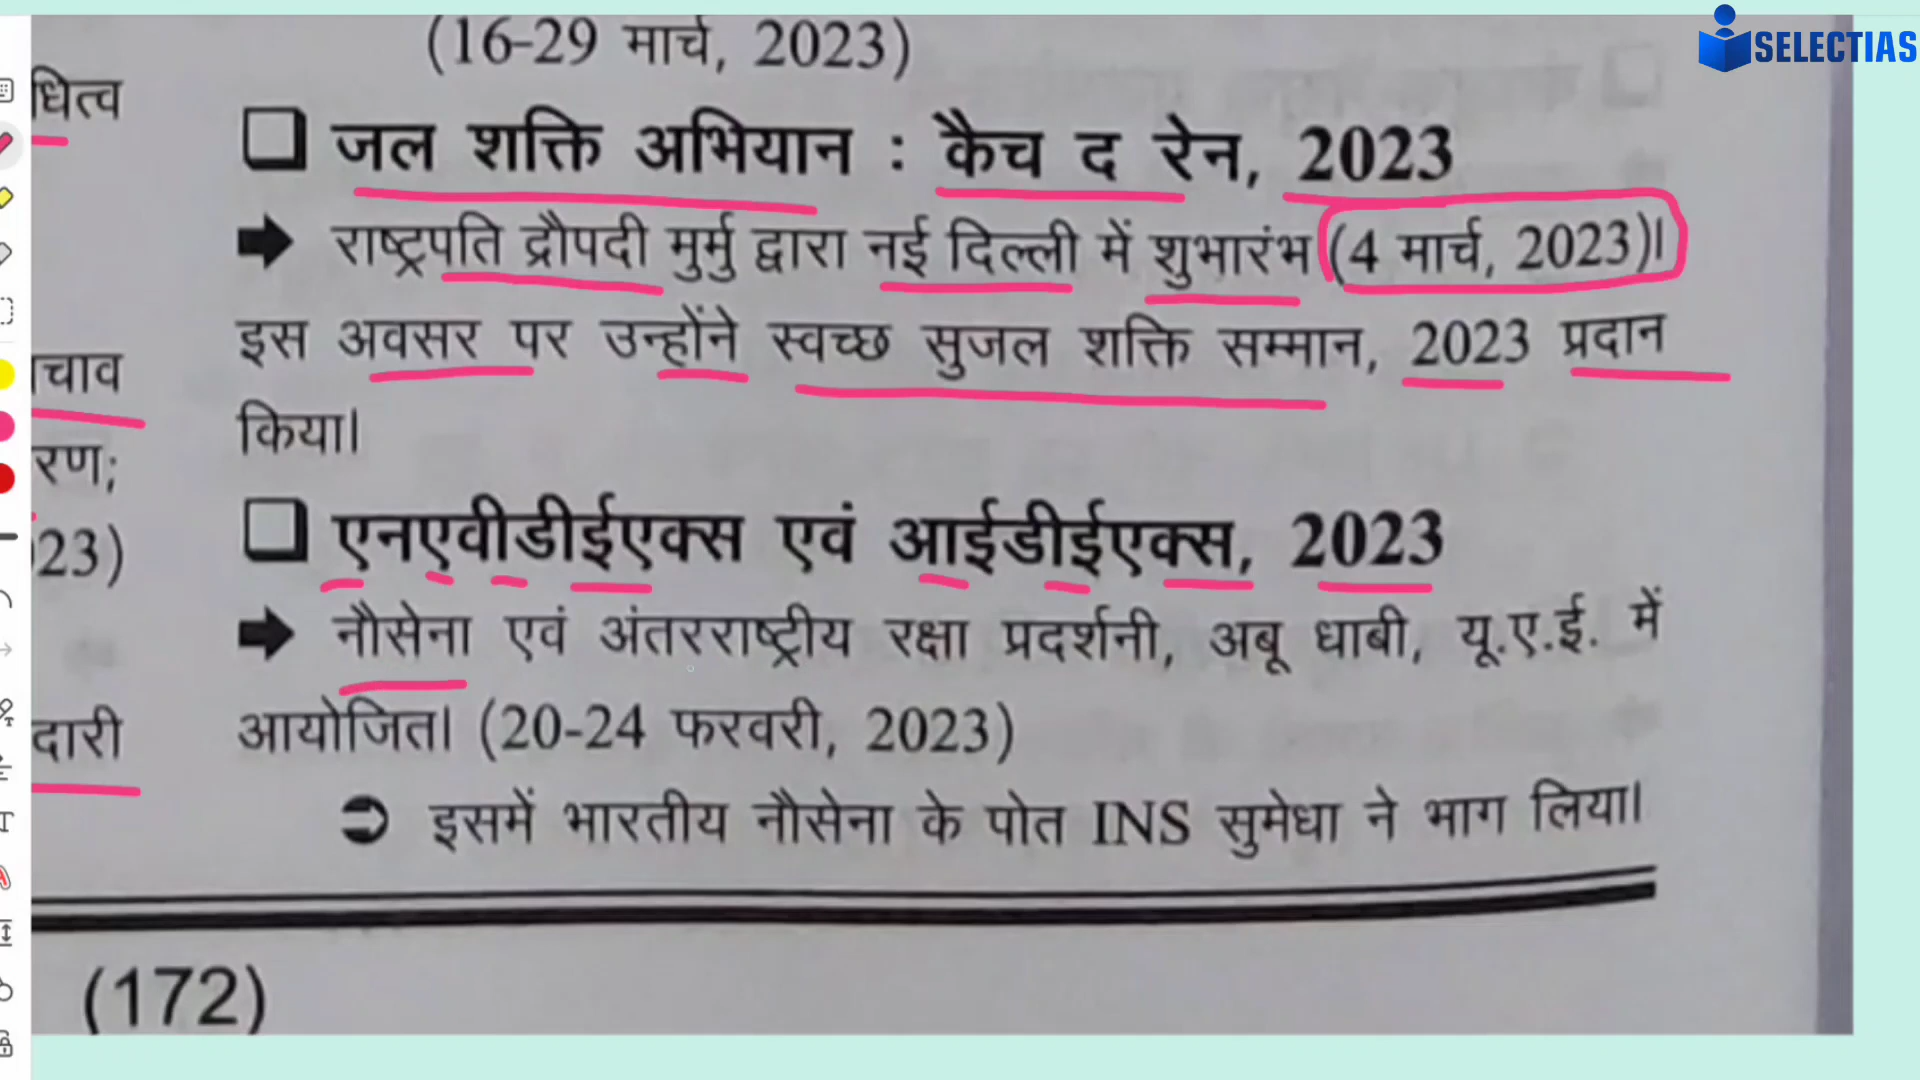 SELECTIAS
(16-29 मार्च, 2023)
जल शक्ति अभियान : कैच द रेन, 2023
राष्ट्रपति द्रौपदी मुर्मु द्वारा नई दिल्ली में शुभारंभ (4 मार्च, 2023)।
इस अवसर पर उन्होंने स्वच्छ सुजल शक्ति सम्मान, 2023 प्रदान
किया।
एनएवीडीईएक्स एवं आईडीईएक्स, 2023
नौसेना एवं अंतरराष्ट्रीय रक्षा प्रदर्शनी, अबू धाबी, यू.ए.ई. में
आयोजित। (20-24 फरवरी, 2023)
इसमें भारतीय नौसेना के पोत INS सुमेधा ने भाग लिया।
धित्व
चाव
रण;
23)
दारी
(172)